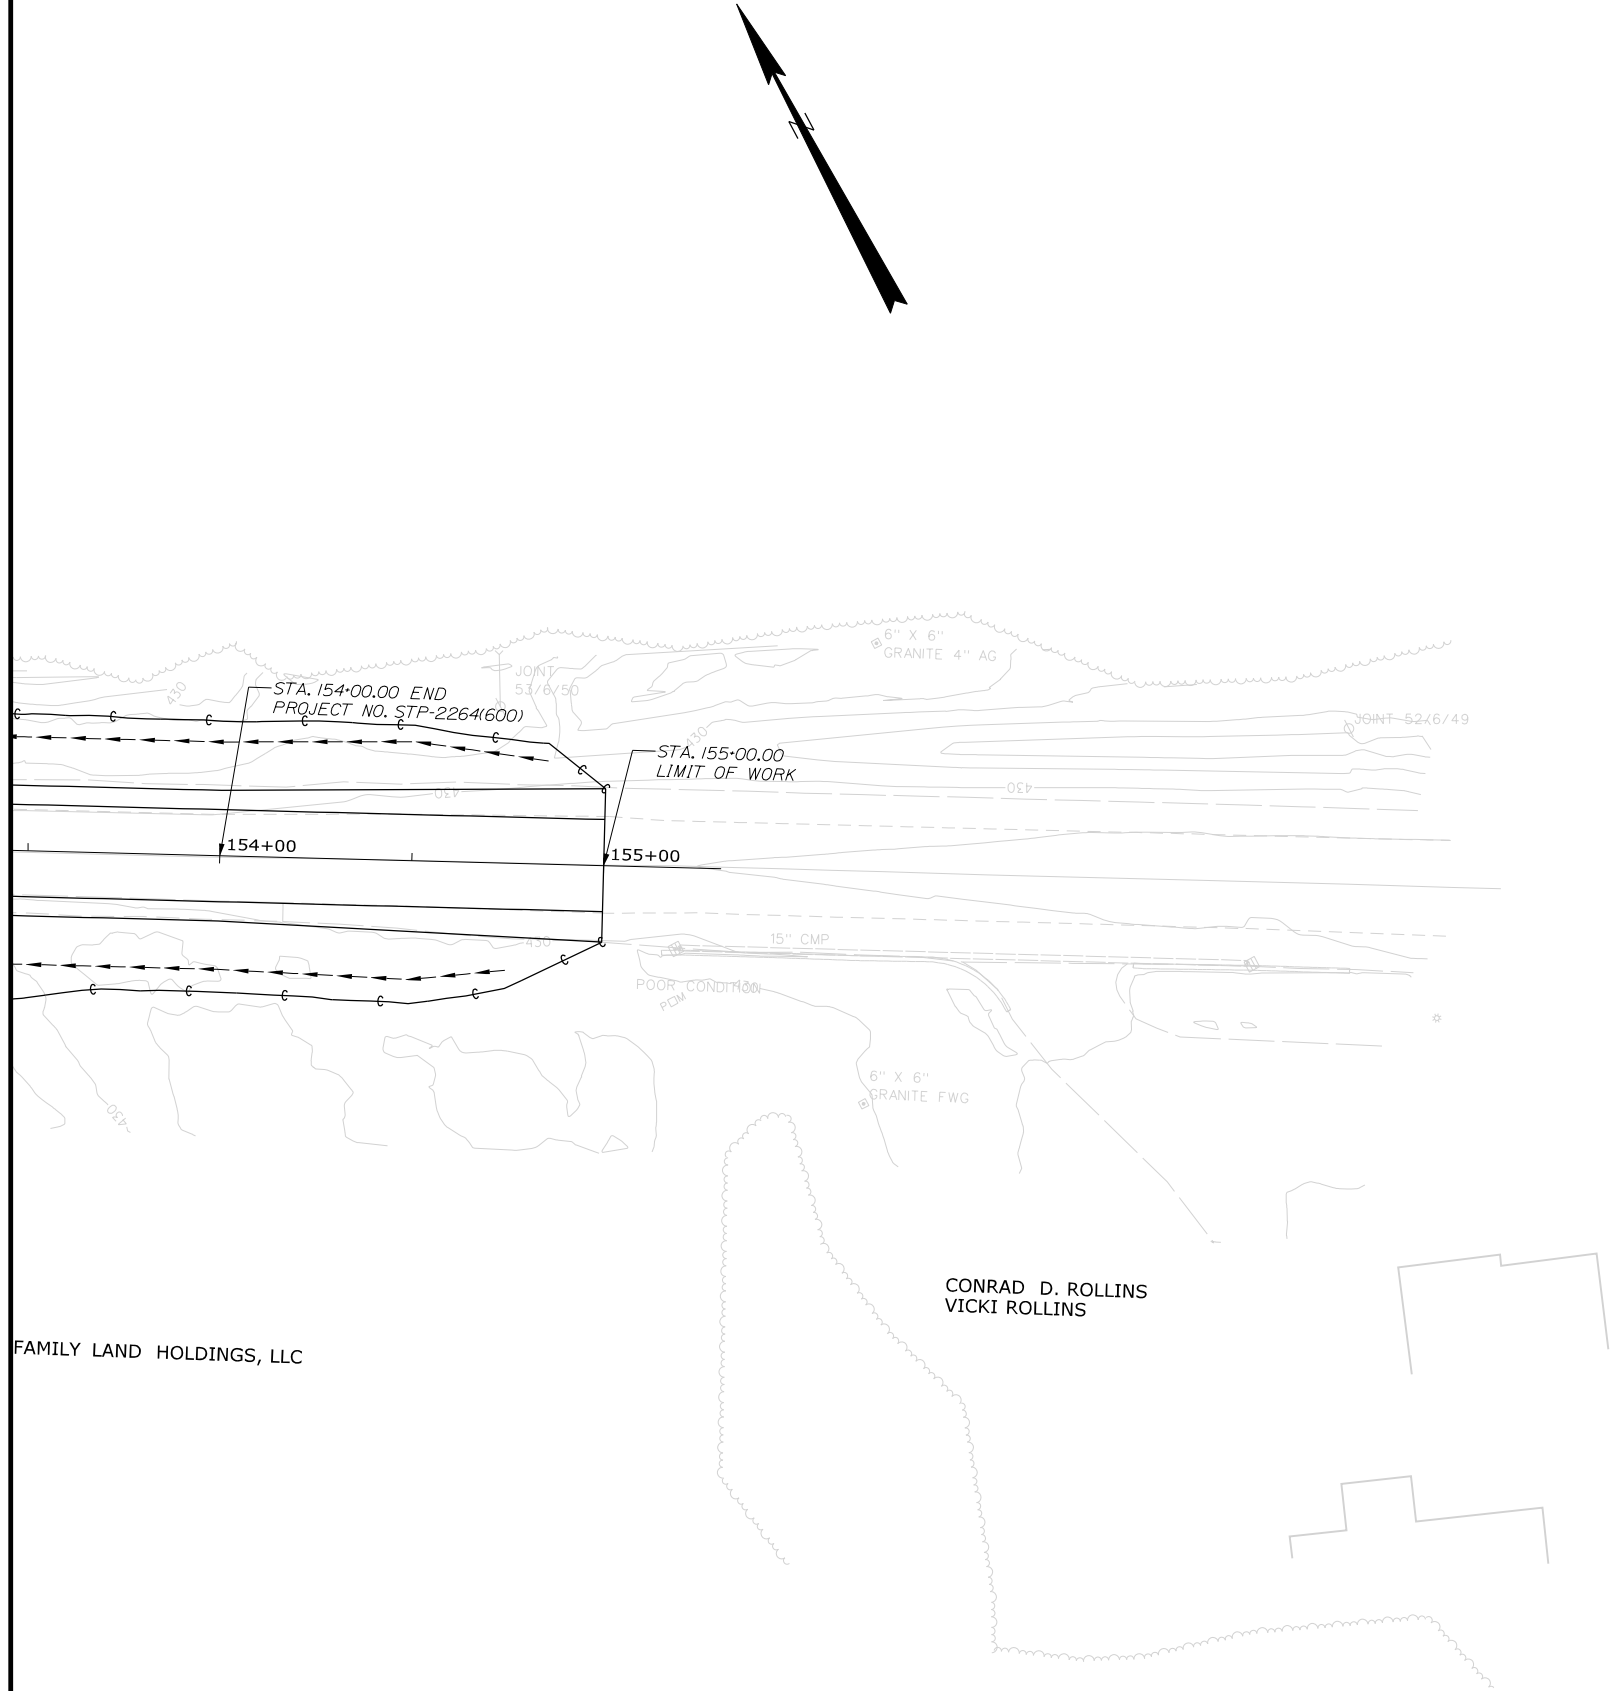 N
6" X 6"
GRANITE 4" AG
JOINT
53/6/50
430
STA. 154+00.00 END
PROJECT NO. STP-2264(600)
C C C C C C
JOINT 52/6/49
430
STA. 155+00.00
LIMIT OF WORK
C
C
430
430
154+00
155+00
430
15" CMP
C
C
POOR CONDITION
430
C C C C C
6" X 6"
GRANITE FWG
430
CONRAD D. ROLLINS
VICKI ROLLINS
FAMILY LAND HOLDINGS, LLC